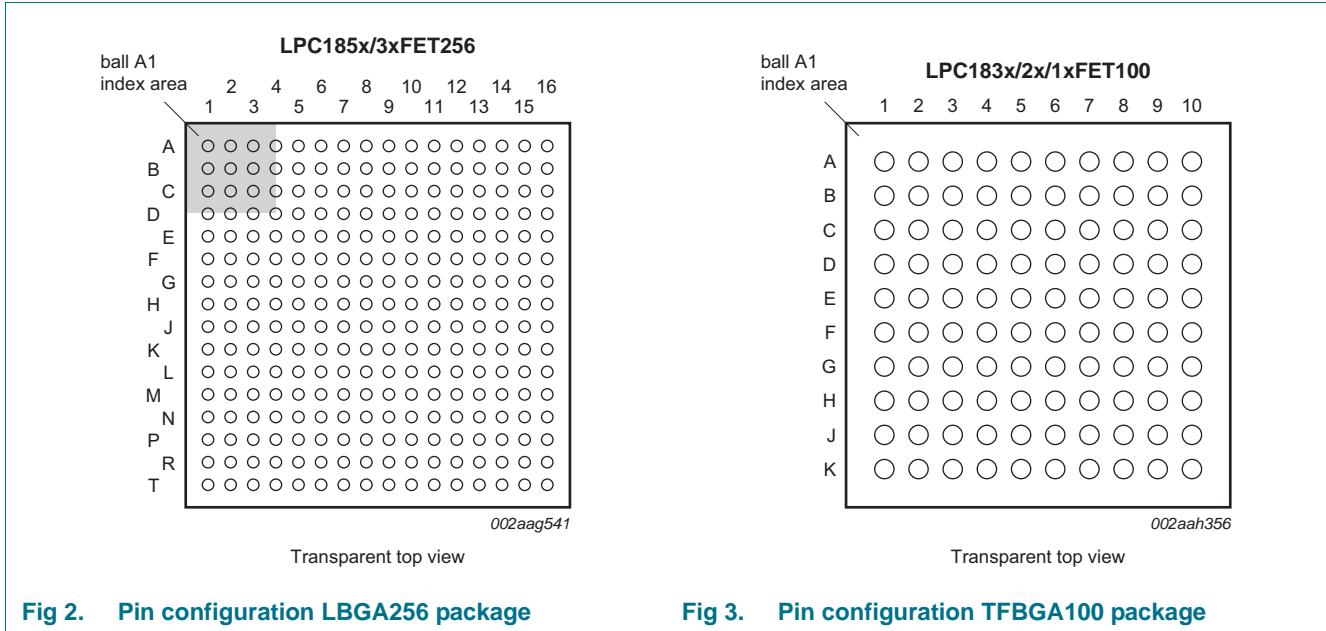 LPC185x/3xFET256
ball A1
index area
2 4 6 8 10 12 14 16
1 3 5 7 9 11 13 15
A
B
C
D
E
F
G
H
J
K
L
M
N
P
R
T
002aag541
Transparent top view
Fig 2. Pin configuration LBGA256 package
LPC183x/2x/1xFET100
ball A1
index area
1 2 3 4 5 6 7 8 9 10
A
B
C
D
E
F
G
H
J
K
002aah356
Transparent top view
Fig 3. Pin configuration TFBGA100 package